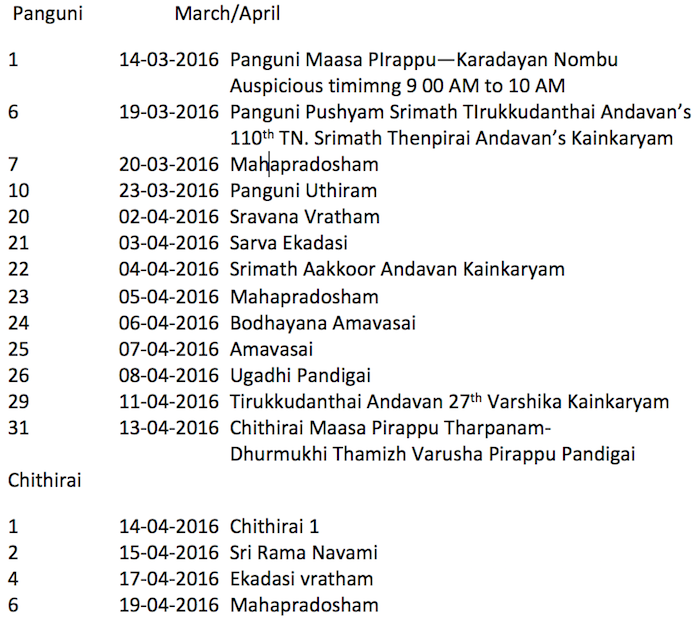 Panguni March/April
1 14-03-2016 Panguni Maasa PIrappu—Karadayan Nombu
Auspicious timimng 9 00 AM to 10 AM
6 19-03-2016 Panguni Pushyam Srimath TIrukkudanthai Andavan’s
110th TN. Srimath Thenpirai Andavan’s Kainkaryam
7 20-03-2016 Mahapradosham
10 23-03-2016 Panguni Uthiram
20 02-04-2016 Sravana Vratham
21 03-04-2016 Sarva Ekadasi
22 04-04-2016 Srimath Aakkoor Andavan Kainkaryam
23 05-04-2016 Mahapradosham
24 06-04-2016 Bodhayana Amavasai
25 07-04-2016 Amavasai
26 08-04-2016 Ugadhi Pandigai
29 11-04-2016 Tirukkudanthai Andavan 27th Varshika Kainkaryam
31 13-04-2016 Chithirai Maasa Pirappu Tharpanam-
Dhurmukhi Thamizh Varusha Pirappu Pandigai
Chithirai
1 14-04-2016 Chithirai 1
2 15-04-2016 Sri Rama Navami
4 17-04-2016 Ekadasi vratham
6 19-04-2016 Mahapradosham